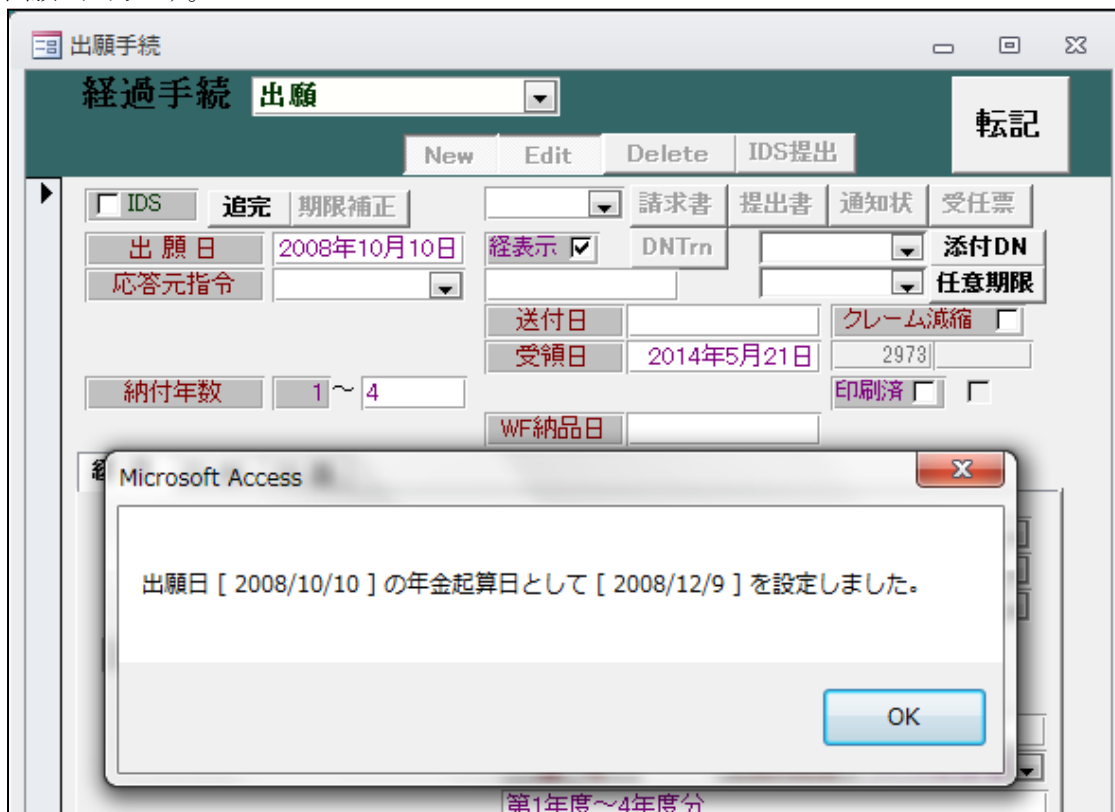 出願手続
経過手続 出願
転記
New Edit Delete IDS提出
IDS 追完 期限補正 請求書 提出書 通知状 受任票
出願日 2008年10月10日 経表示 DNTrn 添付DN
応答元指令 任意期限
送付日 クレーム減縮
受領日 2014年5月21日 2973
納付年数 1 ～ 4 印刷済
WF納品日
Microsoft Access
出願日 [ 2008/10/10 ] の年金起算日として [ 2008/12/9 ] を設定しました。
OK
第1年度～4年度分